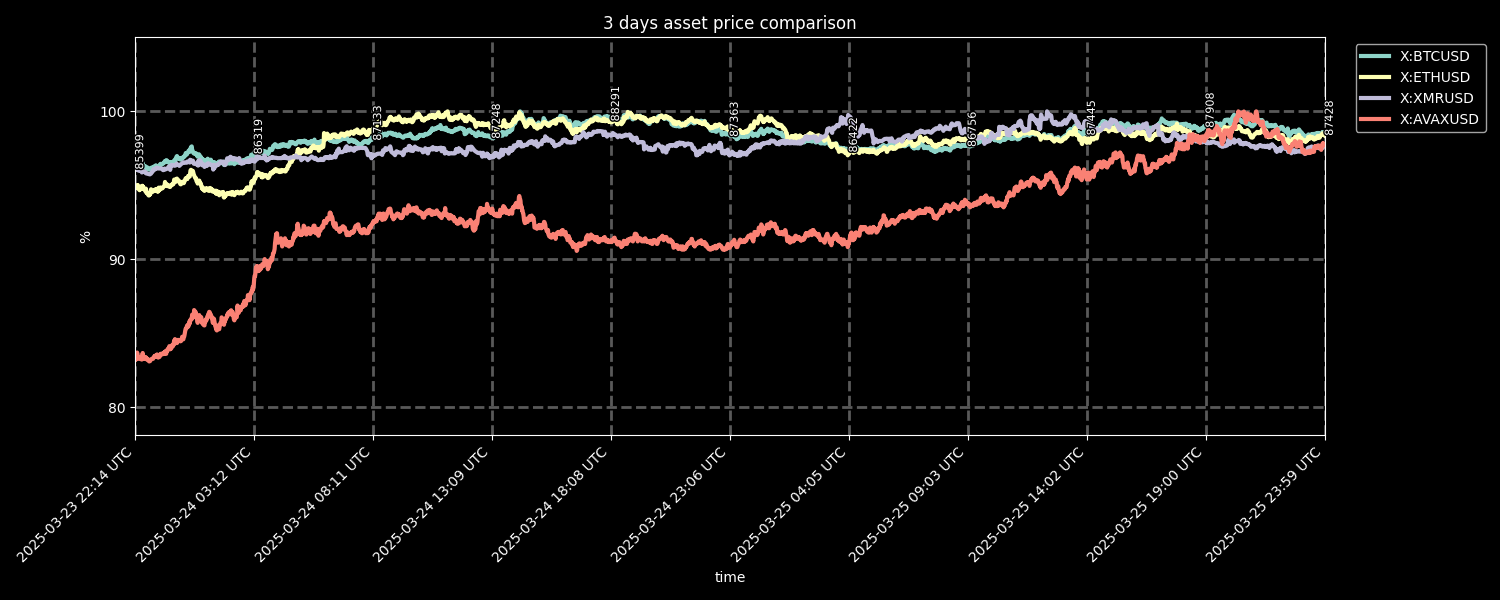 3 days asset price comparison
X:BTCUSD
X:ETHUSD
X:XMRUSD
X:AVAXUSD
100
90
80
%
85399
86319
87133
87248
88291
87363
86422
86756
87445
87908
87428
2025-03-23 22:14 UTC
2025-03-24 03:12 UTC
2025-03-24 08:11 UTC
2025-03-24 13:09 UTC
2025-03-24 18:08 UTC
2025-03-24 23:06 UTC
2025-03-25 04:05 UTC
2025-03-25 09:03 UTC
2025-03-25 14:02 UTC
2025-03-25 19:00 UTC
2025-03-25 23:59 UTC
time